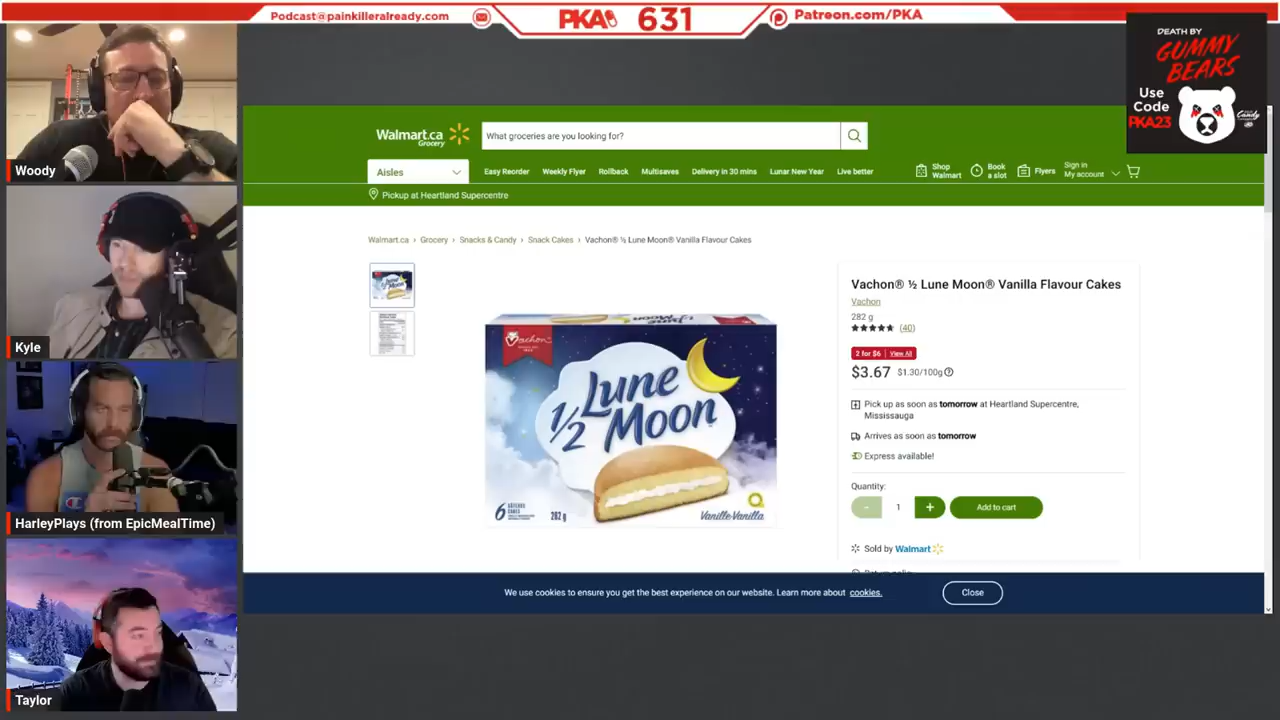 Podcast@painkilleralready.com
PKA 631
Patreon.com/PKA
DEATH BY
GUMMY
BEARS
Use
Code
PKA23
Candy
Woody
Kyle
HarleyPlays (from EpicMealTime)
Taylor
Walmart.ca
Grocery
What groceries are you looking for?
Aisles
Easy Reorder
Weekly Flyer
Rollback
Multisaves
Delivery in 30 mins
Lunar New Year
Live better
Shop
Walmart
Book
a slot
Flyers
Sign in
My account
Pickup at Heartland Supercentre
Walmart.ca › Grocery › Snacks & Candy › Snack Cakes › Vachon® ½ Lune Moon® Vanilla Flavour Cakes
Vachon
Lune
½ Moon
6 GÂTEAUX
CAKES
282 g
Vanille-Vanilla
Vachon® ½ Lune Moon® Vanilla Flavour Cakes
Vachon
282 g
(40)
2 for $6 | View All
$3.67 $1.30/100g
Pick up as soon as tomorrow at Heartland Supercentre,
Mississauga
Arrives as soon as tomorrow
Express available!
Quantity:
- 1 + Add to cart
Sold by Walmart
Return policy
We use cookies to ensure you get the best experience on our website. Learn more about cookies.
Close